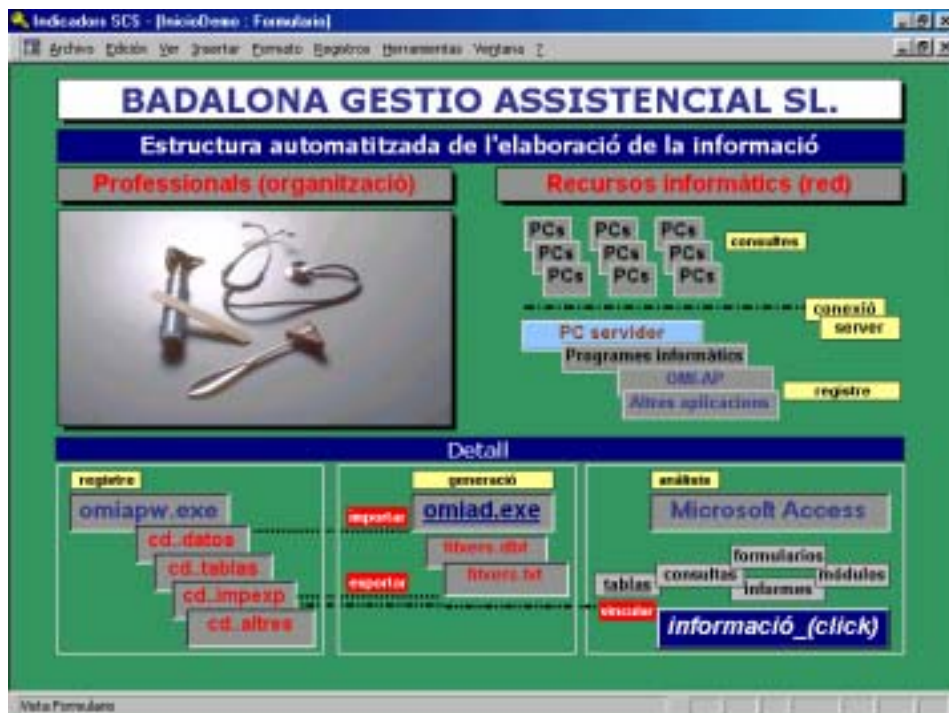 Indicadors SCS - [InicioDemo : Formulario]
Archivo Edición Ver Insertar Formato Registros Herramientas Ventana ?
BADALONA GESTIO ASSISTENCIAL SL.
Estructura automatitzada de l'elaboració de la informació
Professionals (organització)
Recursos informàtics (red)
PCs PCs PCs
PCs PCs PCs
PCs PCs PCs
consultes
conexió
server
PC servidor
Programes informàtics
OMI-AP
Altres aplicacions
registre
Detall
registre
omiapw.exe
cd..datos
cd..tablas
cd..impexp
cd..altres
generació
importar
omiad.exe
fitxers.dbf
exportar
fitxers.txt
anàlisis
Microsoft Access
formularios
tablas consultas módulos
informes
vincular
informació_(click)
Vista Formulario